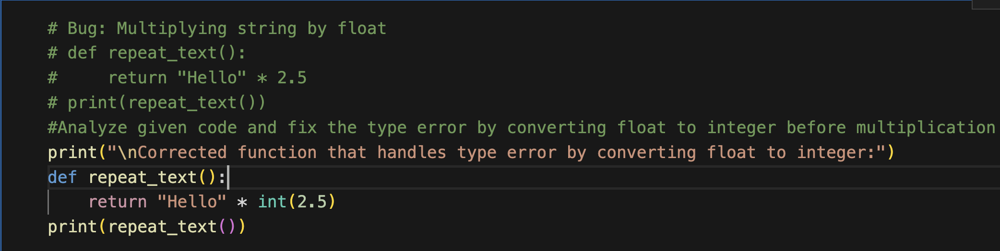 # Bug: Multiplying string by float
# def repeat_text():
#     return "Hello" * 2.5
# print(repeat_text())
#Analyze given code and fix the type error by converting float to integer before multiplication
print("\nCorrected function that handles type error by converting float to integer:")
def repeat_text():
    return "Hello" * int(2.5)
print(repeat_text())